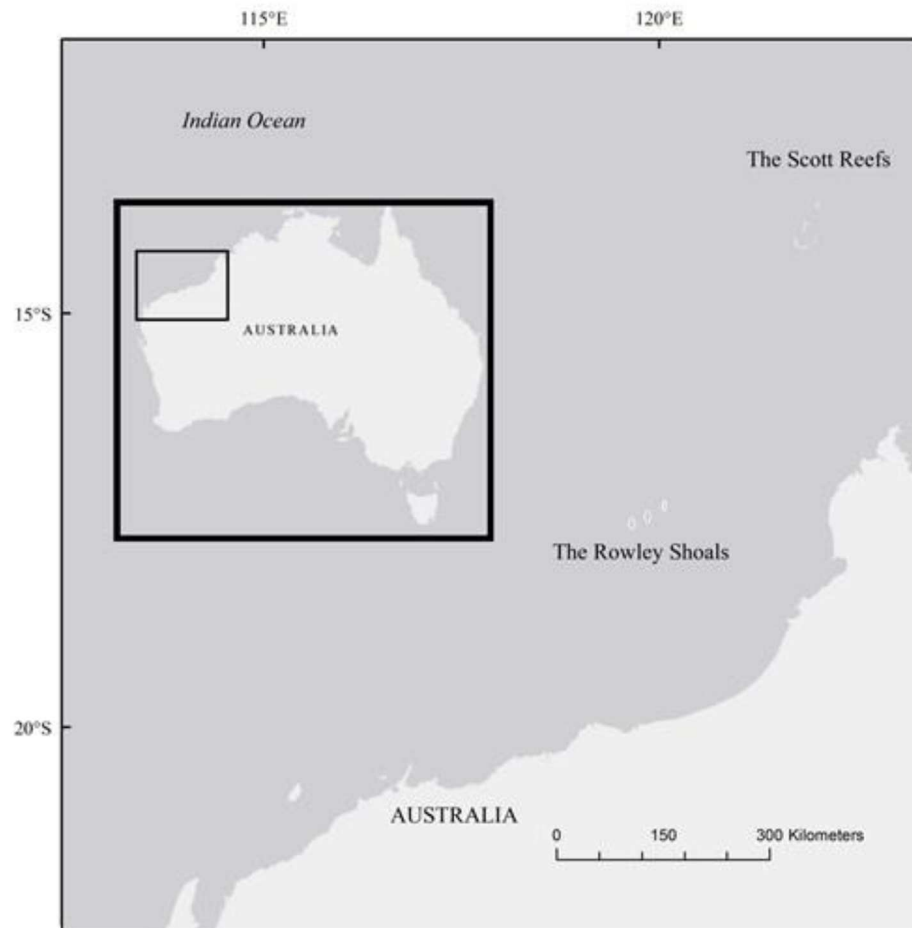 115°E 120°E
Indian Ocean
The Scott Reefs
15°S
AUSTRALIA
The Rowley Shoals
20°S
AUSTRALIA
0 150 300 Kilometers